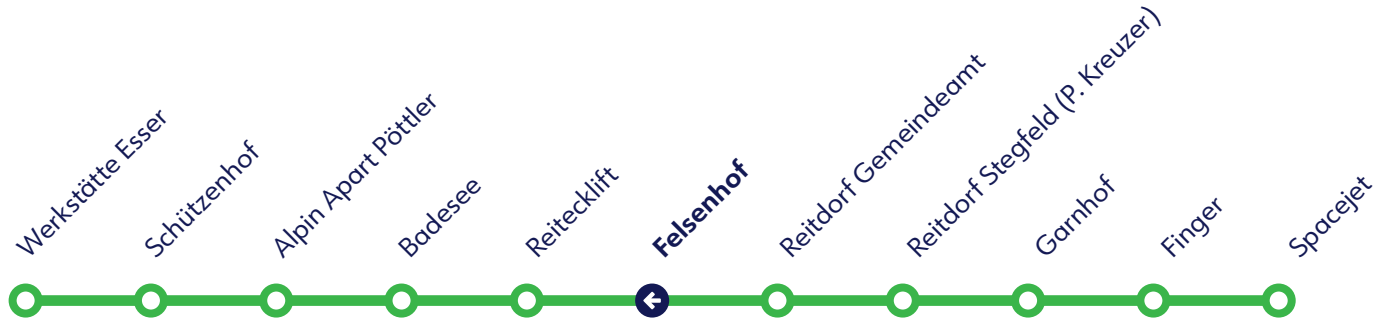 Werkstätte Esser
Schützenhof
Alpin Apart Pöttler
Badesee
Reitecklift
Felsenhof
Reitdorf Gemeindeamt
Reitdorf Stegfeld (P. Kreuzer)
Garnhof
Finger
Spacejet